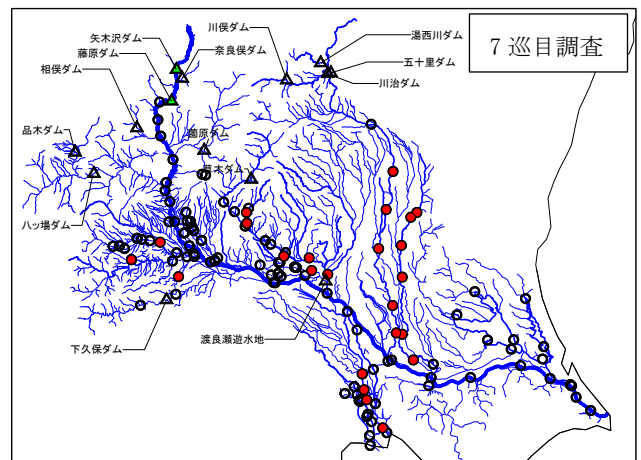 7 巡目調査
川俣ダム
湯西川ダム
矢木沢ダム
藤原ダム
奈良俣ダム
五十里ダム
相俣ダム
川治ダム
品木ダム
薗原ダム
草木ダム
八ッ場ダム
渡良瀬遊水地
下久保ダム